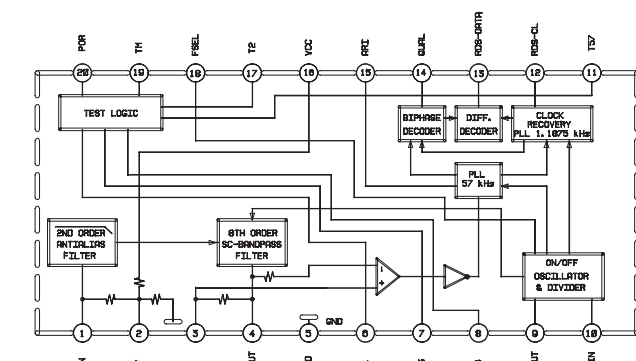 POR
TM
FSEL
T2
VCC
ARI
QUAL
RDS-DATA
RDS-CL
T57
20
19
18
17
16
15
14
13
12
11
TEST LOGIC
BIPHASE
DECODER
DIFF.
DECODER
CLOCK
RECOVERY
PLL 1.1875 kHz
PLL
57 kHz
2ND ORDER
ANTIALIAS
FILTER
8TH ORDER
SC-BANDPASS
FILTER
ON/OFF
OSCILLATOR
& DIVIDER
-
+
GND
1
2
3
4
5
6
7
8
9
10